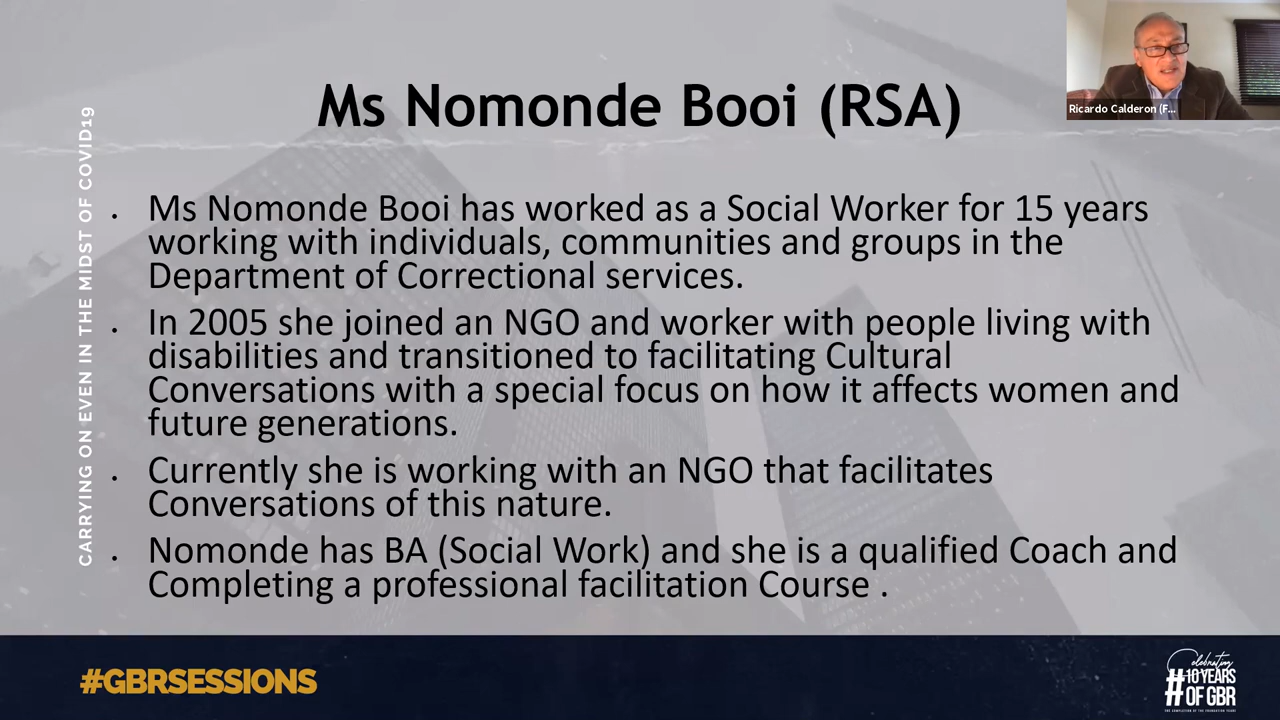 Ms Nomonde Booi (RSA)
Ricardo Calderon (F...
CARRYING ON EVEN IN THE MIDST OF COVID19
• Ms Nomonde Booi has worked as a Social Worker for 15 years
working with individuals, communities and groups in the
Department of Correctional services.
• In 2005 she joined an NGO and worker with people living with
disabilities and transitioned to facilitating Cultural
Conversations with a special focus on how it affects women and
future generations.
• Currently she is working with an NGO that facilitates
Conversations of this nature.
• Nomonde has BA (Social Work) and she is a qualified Coach and
Completing a professional facilitation Course .
#GBRSESSIONS
Celebrating
#10 YEARS
OF GBR